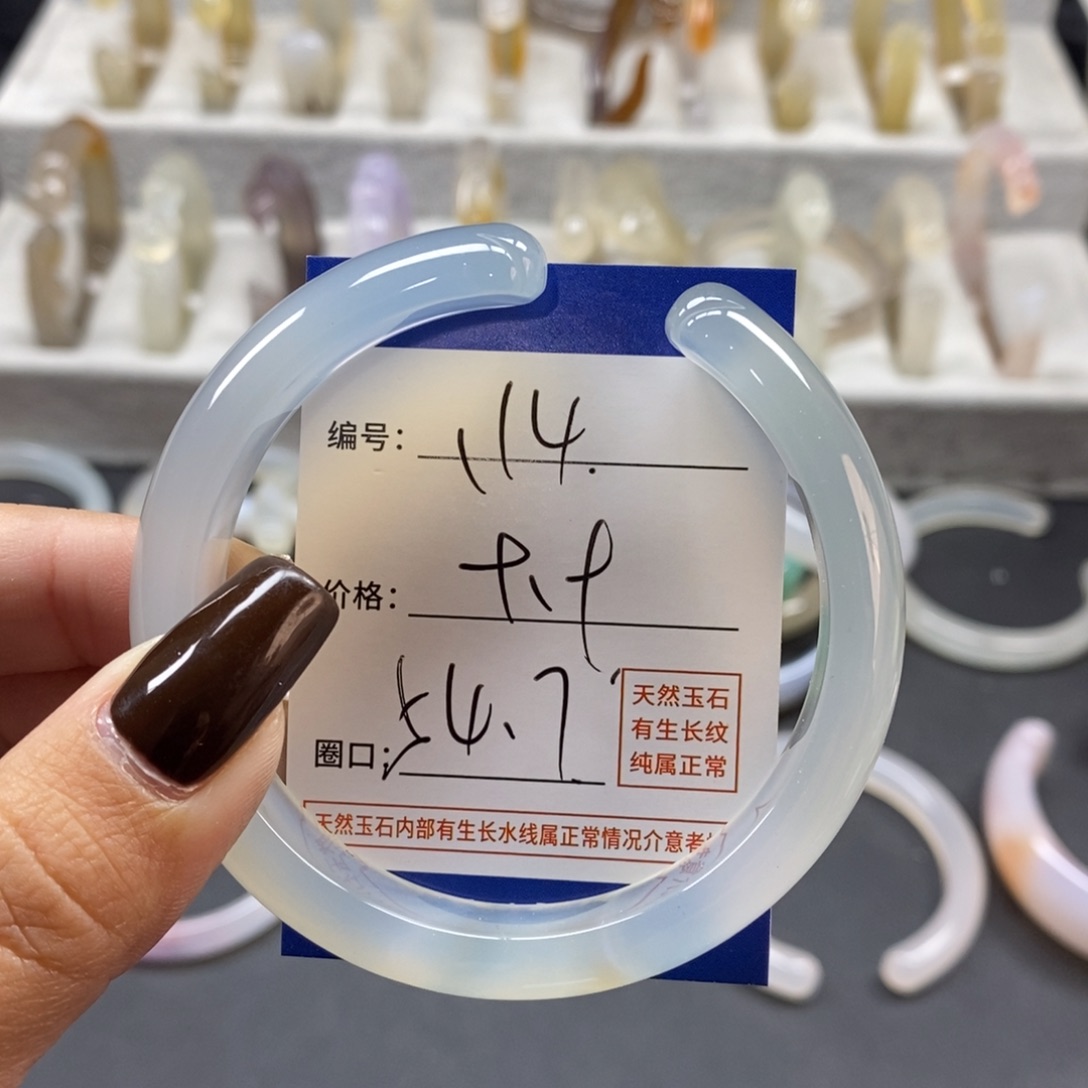 编号： 114.
价格：
圈口： 54.7
天然玉石
有生长纹
纯属正常
天然玉石内部有生长水线属正常情况介意者